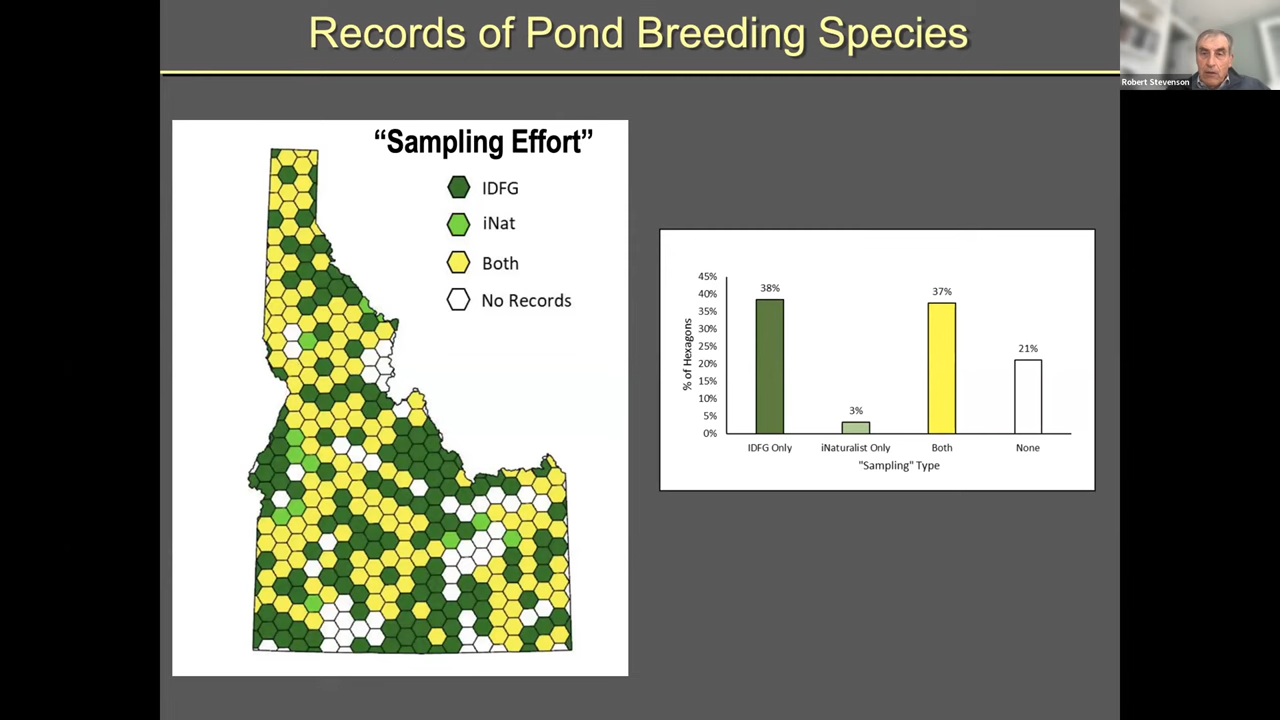 Records of Pond Breeding Species
Robert Stevenson
“Sampling Effort”
IDFG
iNat
Both
No Records
45%
40%
35%
30%
25%
20%
15%
10%
5%
0%
% of Hexagons
38%
3%
37%
21%
IDFG Only
iNaturalist Only
Both
None
"Sampling" Type